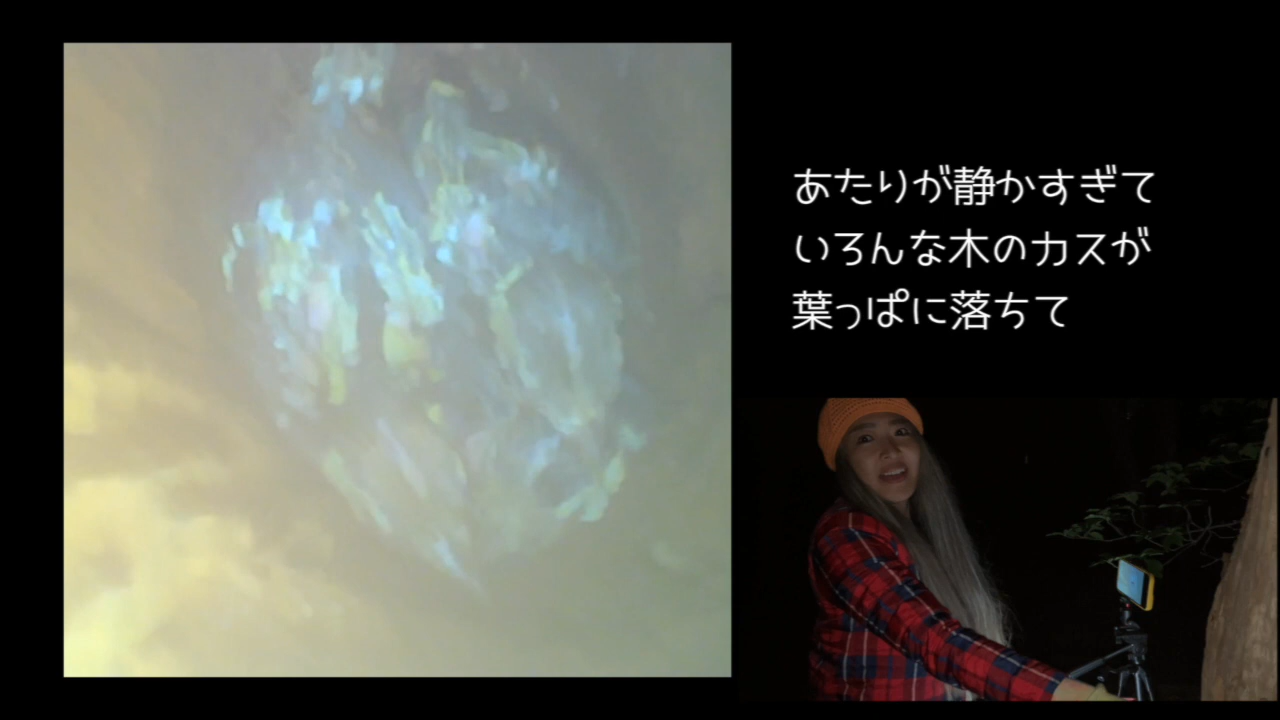 あたりが静かすぎて
いろんな木のカスが
葉っぱに落ちて